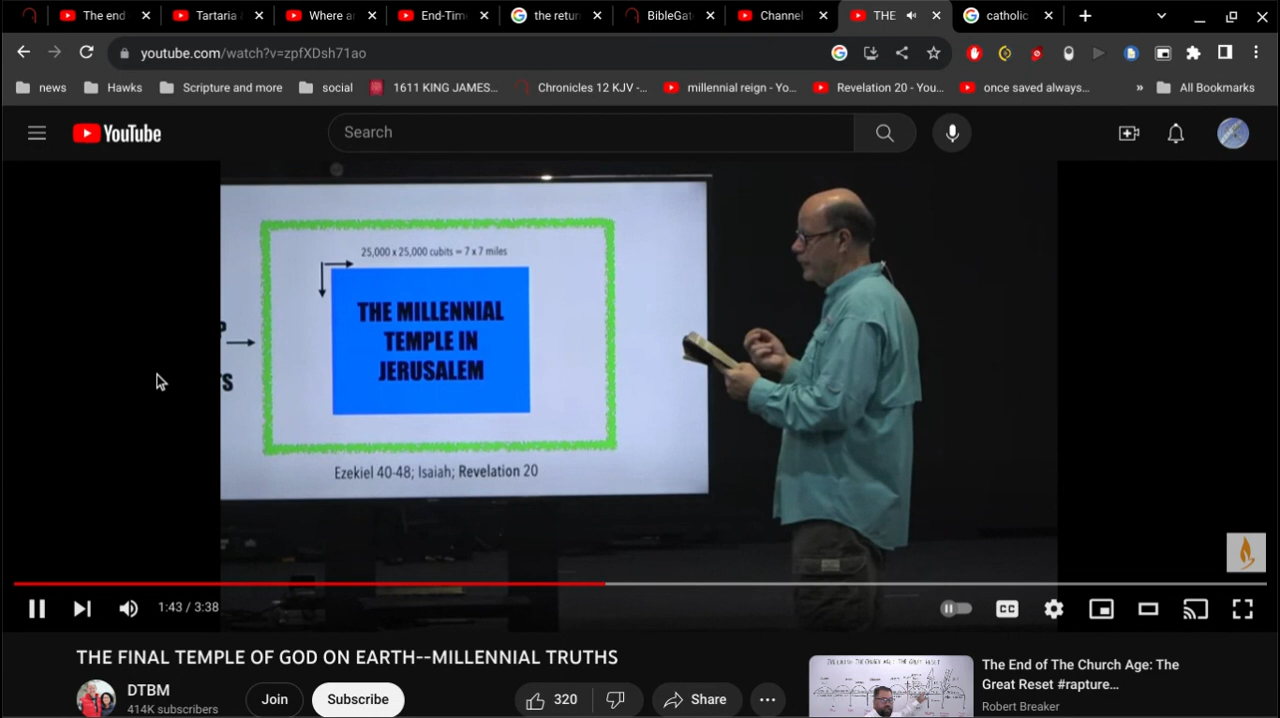 The end
Tartaria
Where a
End-Time
the retur
BibleGat
Channel
THE
catholic
youtube.com/watch?v=zpfXDsh71ao
news
Hawks
Scripture and more
social
1611 KING JAMES...
Chronicles 12 KJV -...
millennial reign - Yo...
Revelation 20 - You...
once saved always...
»
All Bookmarks
YouTube
Search
25,000 x 25,000 cubits = 7 x 7 miles
THE MILLENNIAL
TEMPLE IN
JERUSALEM
Ezekiel 40-48; Isaiah; Revelation 20
1:43 / 3:38
CC
THE FINAL TEMPLE OF GOD ON EARTH--MILLENNIAL TRUTHS
DTBM
414K subscribers
Join
Subscribe
320
Share
The End of The Church Age: The
Great Reset #rapture...
Robert Breaker